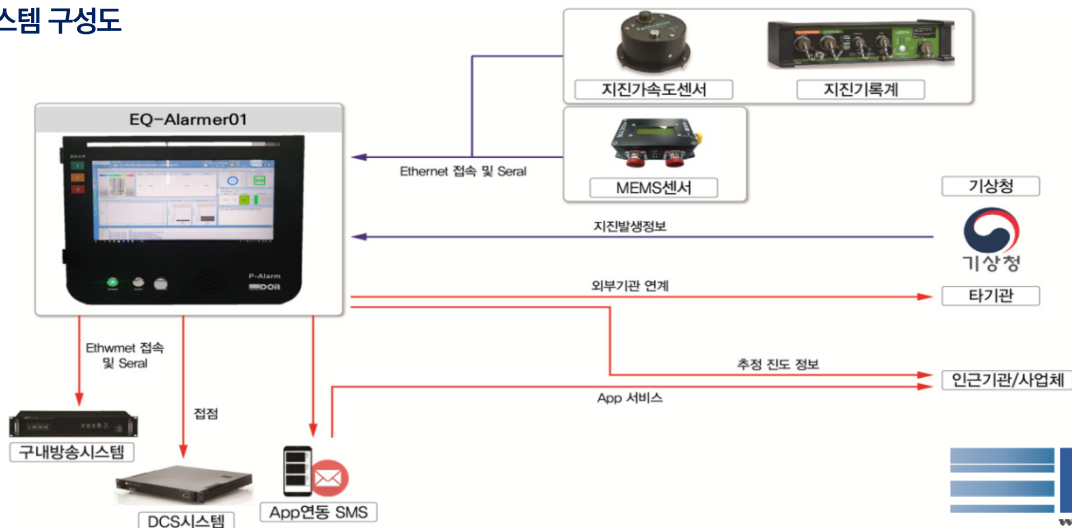 스템 구성도
지진가속도센서
지진기록계
EQ-Alarmer01
Ethernet 접속 및 Seral
MEMS센서
기상청
지진발생정보
기상청
P-Alarm
DOit
외부기관 연계
타기관
Ethwmet 접속
및 Seral
추정 진도 정보
인근기관/사업체
App 서비스
접점
구내방송시스템
DCS시스템
App연동 SMS